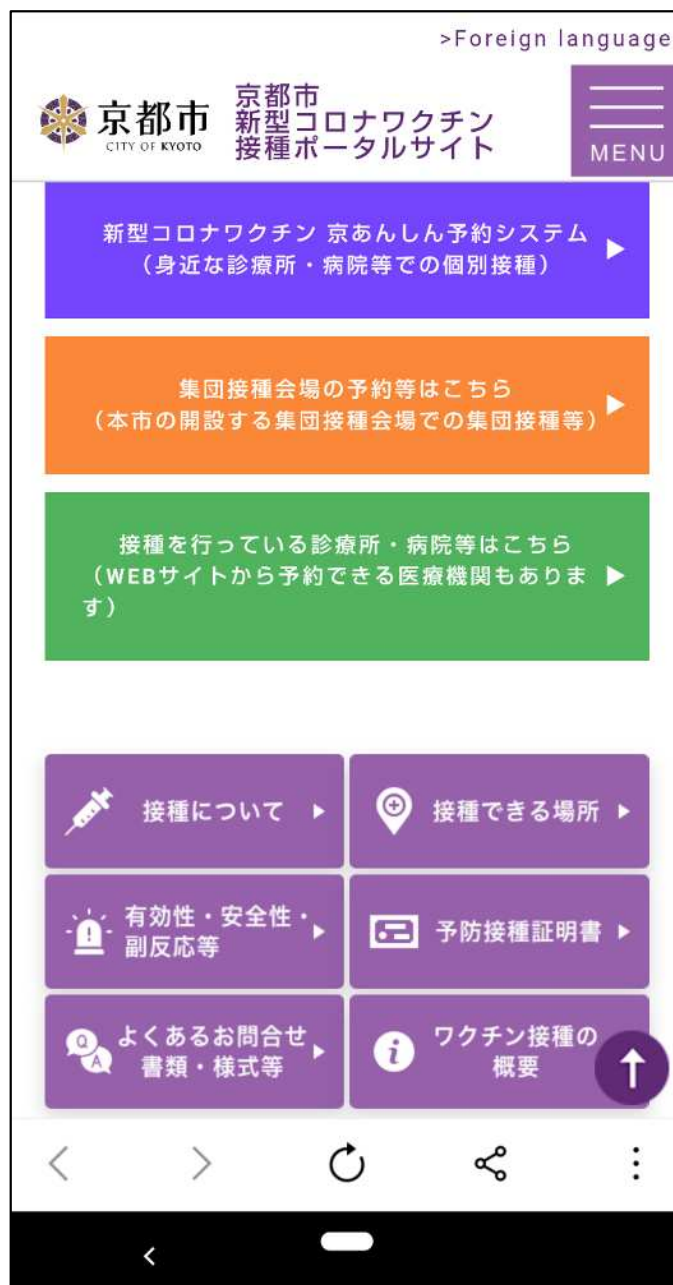 >Foreign language
京都市
CITY OF KYOTO
京都市
新型コロナワクチン
接種ポータルサイト
MENU
新型コロナワクチン 京あんしん予約システム
（身近な診療所・病院等での個別接種）
集団接種会場の予約等はこちら
（本市の開設する集団接種会場での集団接種等）
接種を行っている診療所・病院等はこちら
（WEBサイトから予約できる医療機関もありま
す）
接種について
接種できる場所
有効性・安全性・
副反応等
予防接種証明書
Q
A
よくあるお問合せ
書類・様式等
i
ワクチン接種の
概要